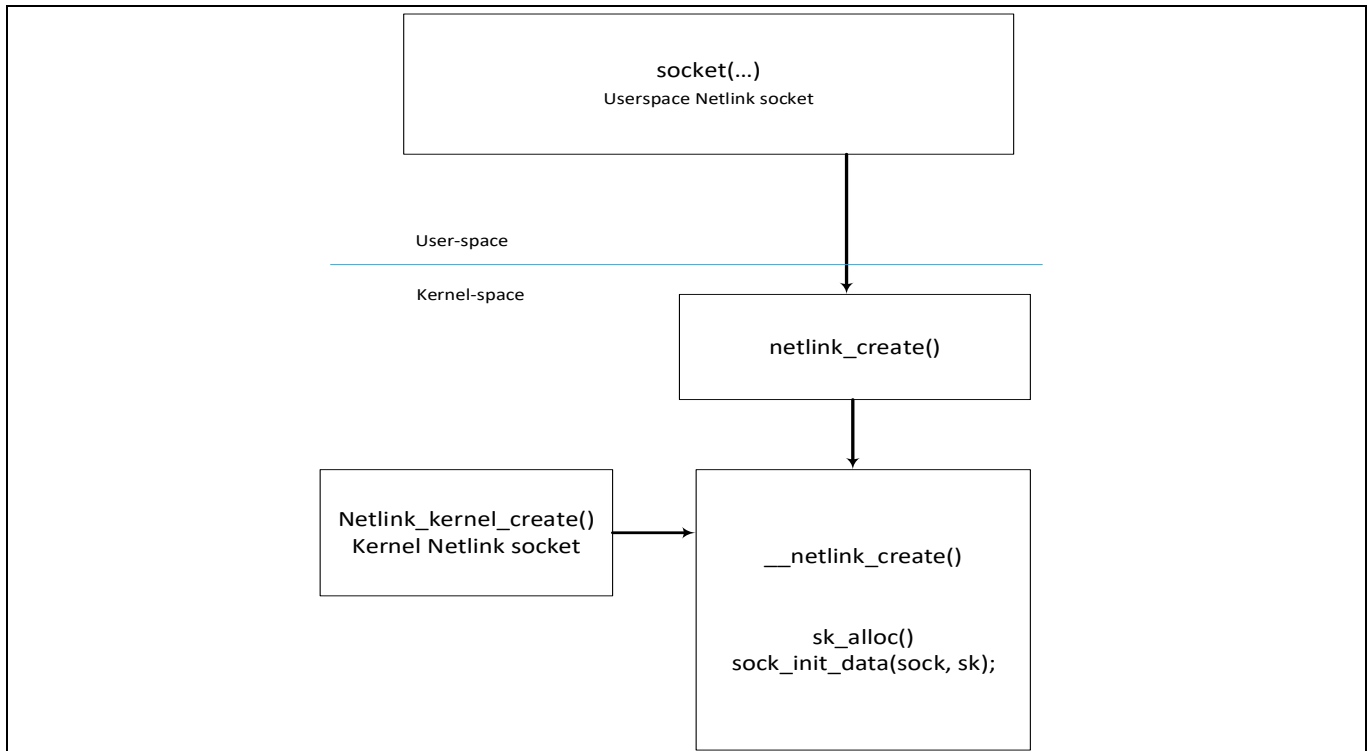 socket(...)
Userspace Netlink socket
User-space
Kernel-space
netlink_create()
Netlink_kernel_create()
Kernel Netlink socket
__netlink_create()
sk_alloc()
sock_init_data(sock, sk);